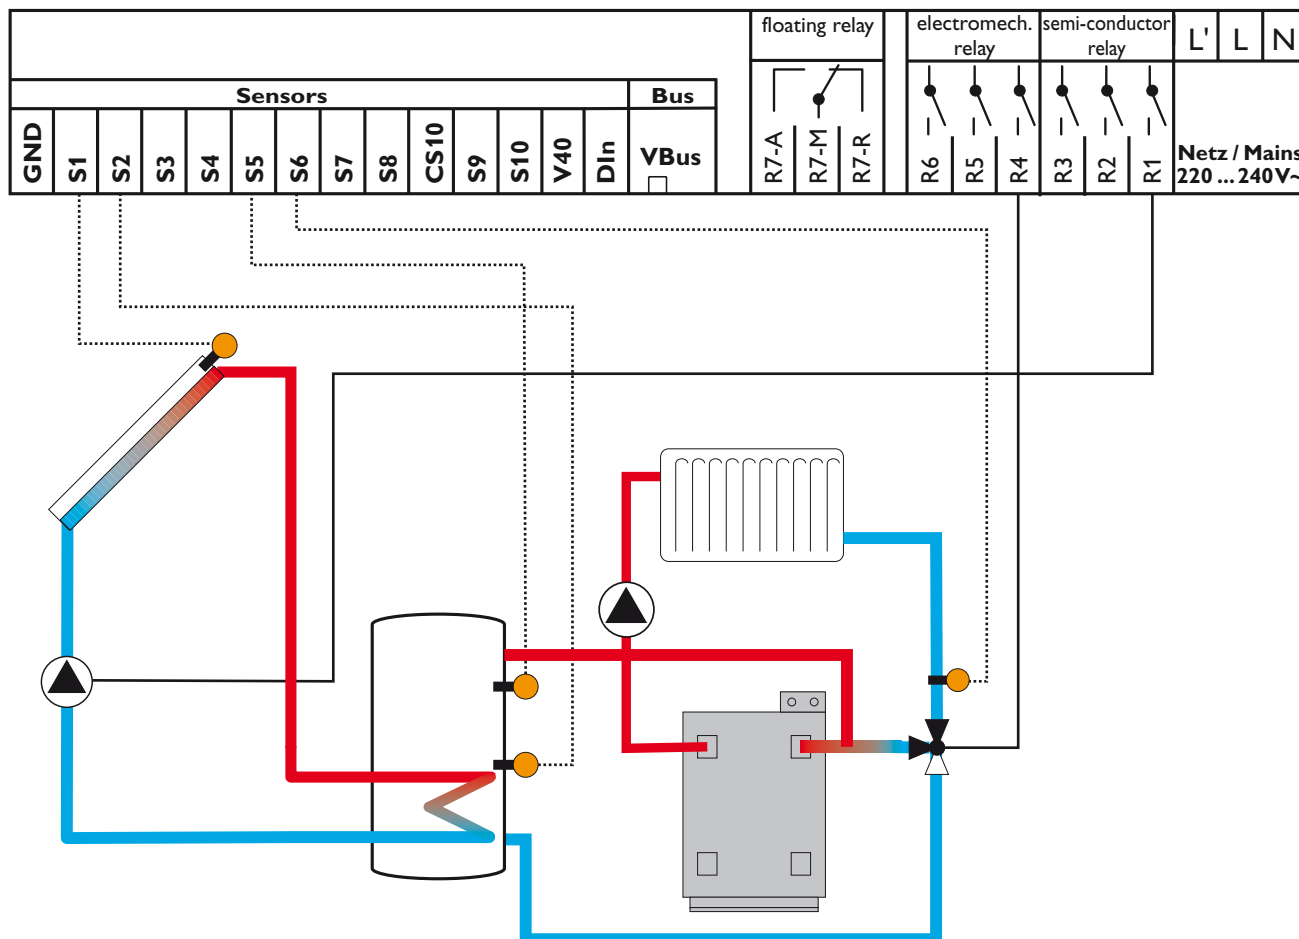 floating relay
electromech.
relay
semi-conductor
relay
L'
L
N
Sensors
Bus
GND
S1
S2
S3
S4
S5
S6
S7
S8
CS10
S9
S10
V40
DIn
VBus
R7-A
R7-M
R7-R
R6
R5
R4
R3
R2
R1
Netz / Mains
220 ... 240V~